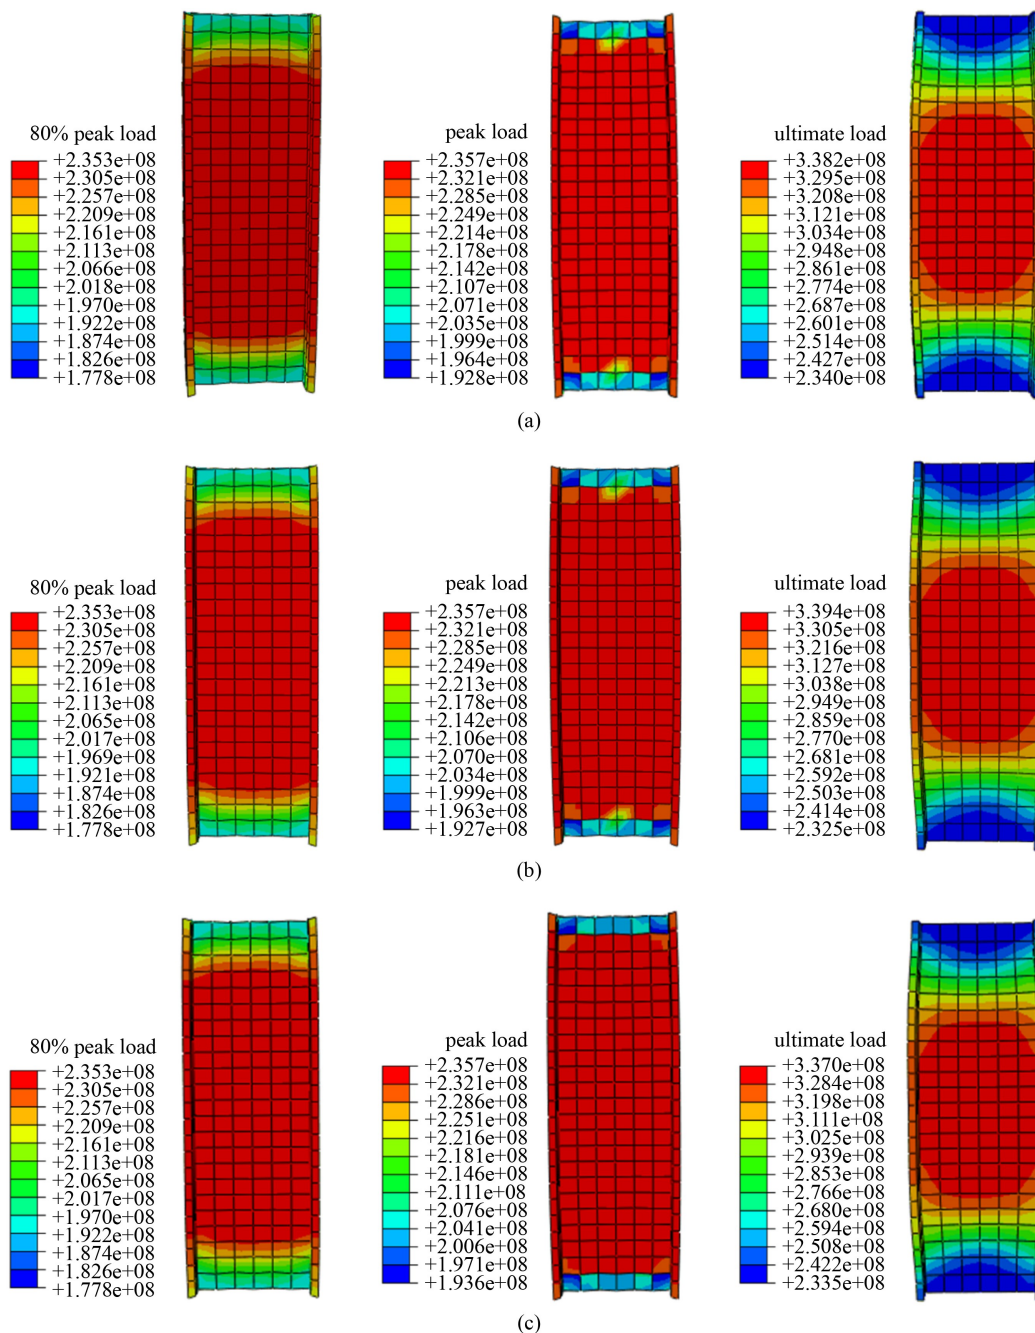 80% peak load
+2.353e+08
+2.305e+08
+2.257e+08
+2.209e+08
+2.161e+08
+2.113e+08
+2.066e+08
+2.018e+08
+1.970e+08
+1.922e+08
+1.874e+08
+1.826e+08
+1.778e+08
peak load
+2.357e+08
+2.321e+08
+2.285e+08
+2.249e+08
+2.214e+08
+2.178e+08
+2.142e+08
+2.107e+08
+2.071e+08
+2.035e+08
+1.999e+08
+1.964e+08
+1.928e+08
ultimate load
+3.382e+08
+3.295e+08
+3.208e+08
+3.121e+08
+3.034e+08
+2.948e+08
+2.861e+08
+2.774e+08
+2.687e+08
+2.601e+08
+2.514e+08
+2.427e+08
+2.340e+08
(a)
80% peak load
+2.353e+08
+2.305e+08
+2.257e+08
+2.209e+08
+2.161e+08
+2.113e+08
+2.065e+08
+2.017e+08
+1.969e+08
+1.921e+08
+1.874e+08
+1.826e+08
+1.778e+08
peak load
+2.357e+08
+2.321e+08
+2.285e+08
+2.249e+08
+2.213e+08
+2.178e+08
+2.142e+08
+2.106e+08
+2.070e+08
+2.034e+08
+1.999e+08
+1.963e+08
+1.927e+08
ultimate load
+3.394e+08
+3.305e+08
+3.216e+08
+3.127e+08
+3.038e+08
+2.949e+08
+2.859e+08
+2.770e+08
+2.681e+08
+2.592e+08
+2.503e+08
+2.414e+08
+2.325e+08
(b)
80% peak load
+2.353e+08
+2.305e+08
+2.257e+08
+2.209e+08
+2.161e+08
+2.113e+08
+2.065e+08
+2.017e+08
+1.970e+08
+1.922e+08
+1.874e+08
+1.826e+08
+1.778e+08
peak load
+2.357e+08
+2.321e+08
+2.286e+08
+2.251e+08
+2.216e+08
+2.181e+08
+2.146e+08
+2.111e+08
+2.076e+08
+2.041e+08
+2.006e+08
+1.971e+08
+1.936e+08
ultimate load
+3.370e+08
+3.284e+08
+3.198e+08
+3.111e+08
+3.025e+08
+2.939e+08
+2.853e+08
+2.766e+08
+2.680e+08
+2.594e+08
+2.508e+08
+2.422e+08
+2.335e+08
(c)